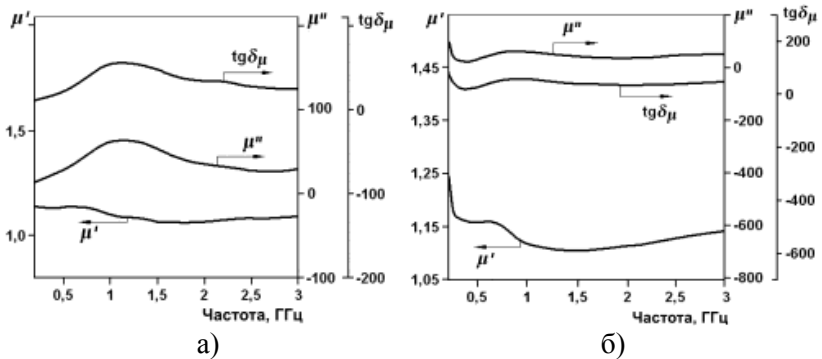 μ' μ" tgδμ
1,5
1,0
100
0
-100
100
0
-100
-200
tgδμ
μ"
μ'
0,5 1 1,5 2 2,5 3
Частота, ГГц
а)
μ' μ" tgδμ
1,45
1,35
1,25
1,15
1,05
0
-200
-400
-600
-800
200
0
-200
-400
-600
μ"
tgδμ
μ'
0,5 1 1,5 2 2,5 3
Частота, ГГц
б)